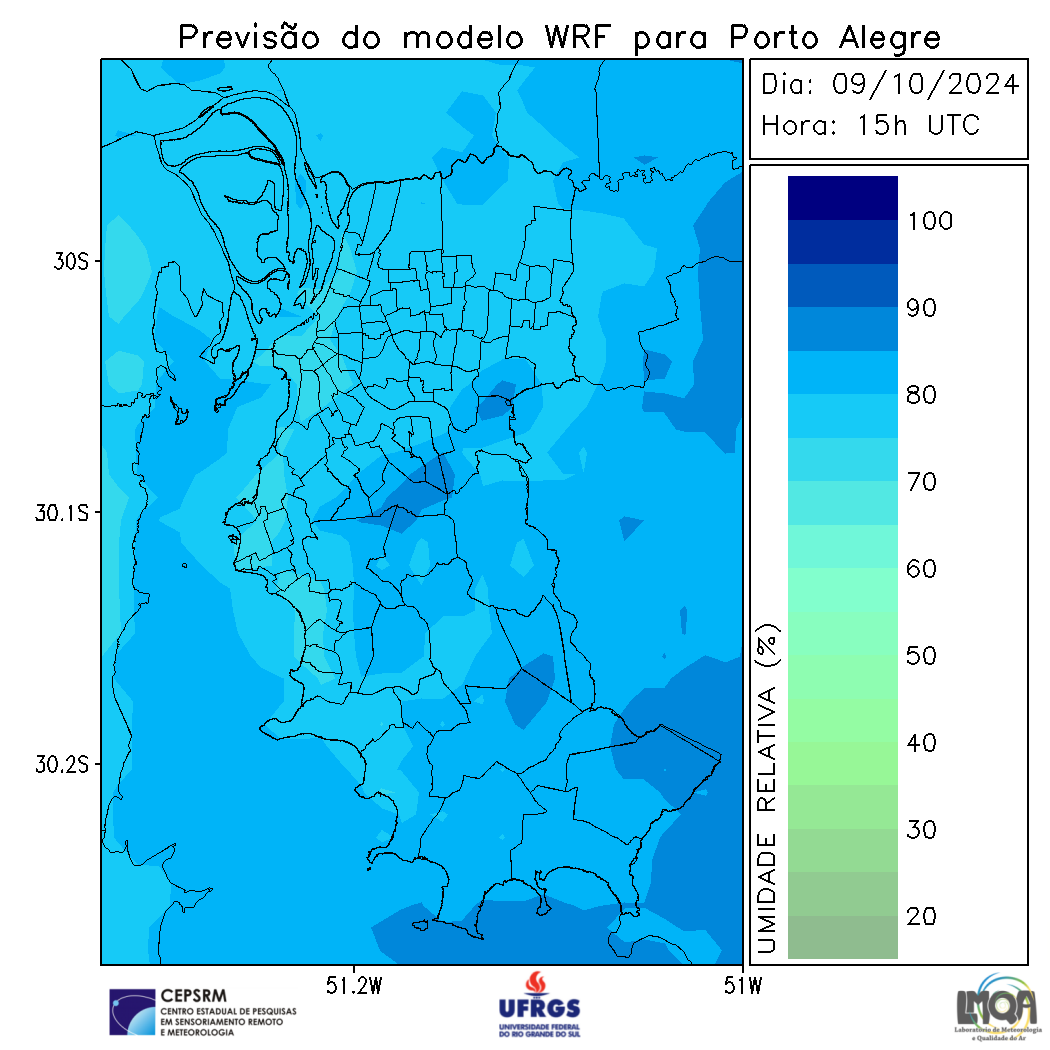 Previsão do modelo WRF para Porto Alegre
Dia: 09/10/2024
Hora: 15h UTC
30S
30.1S
30.2S
51.2W
51W
UMIDADE RELATIVA (%)
100
90
80
70
60
50
40
30
20
CEPSRM
CENTRO ESTADUAL DE PESQUISAS
EM SENSORIAMENTO REMOTO
E METEOROLOGIA
UFRGS
UNIVERSIDADE FEDERAL
DO RIO GRANDE DO SUL
LMQA
Laboratório de Meteorologia
e Qualidade do Ar